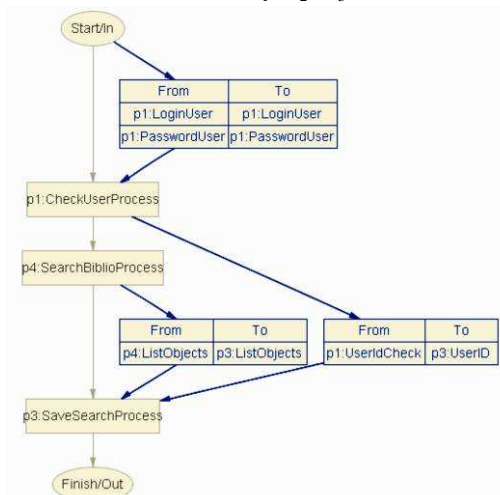 Start/In
From To
p1:LoginUser p1:LoginUser
p1:PasswordUser p1:PasswordUser
p1:CheckUserProcess
p4:SearchBiblioProcess
From To
p4:ListObjects p3:ListObjects
From To
p1:UserIdCheck p3:UserID
p3:SaveSearchProcess
Finish/Out